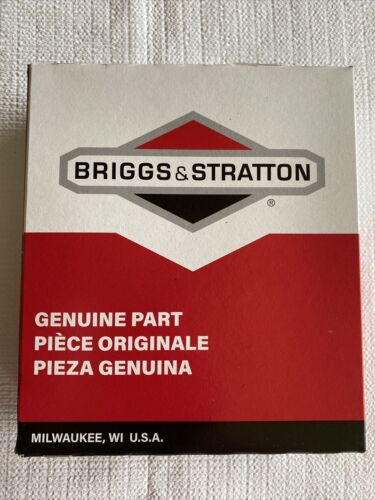 BRIGGS & STRATTON
®
GENUINE PART
PIÈCE ORIGINALE
PIEZA GENUINA
MILWAUKEE, WI U.S.A.